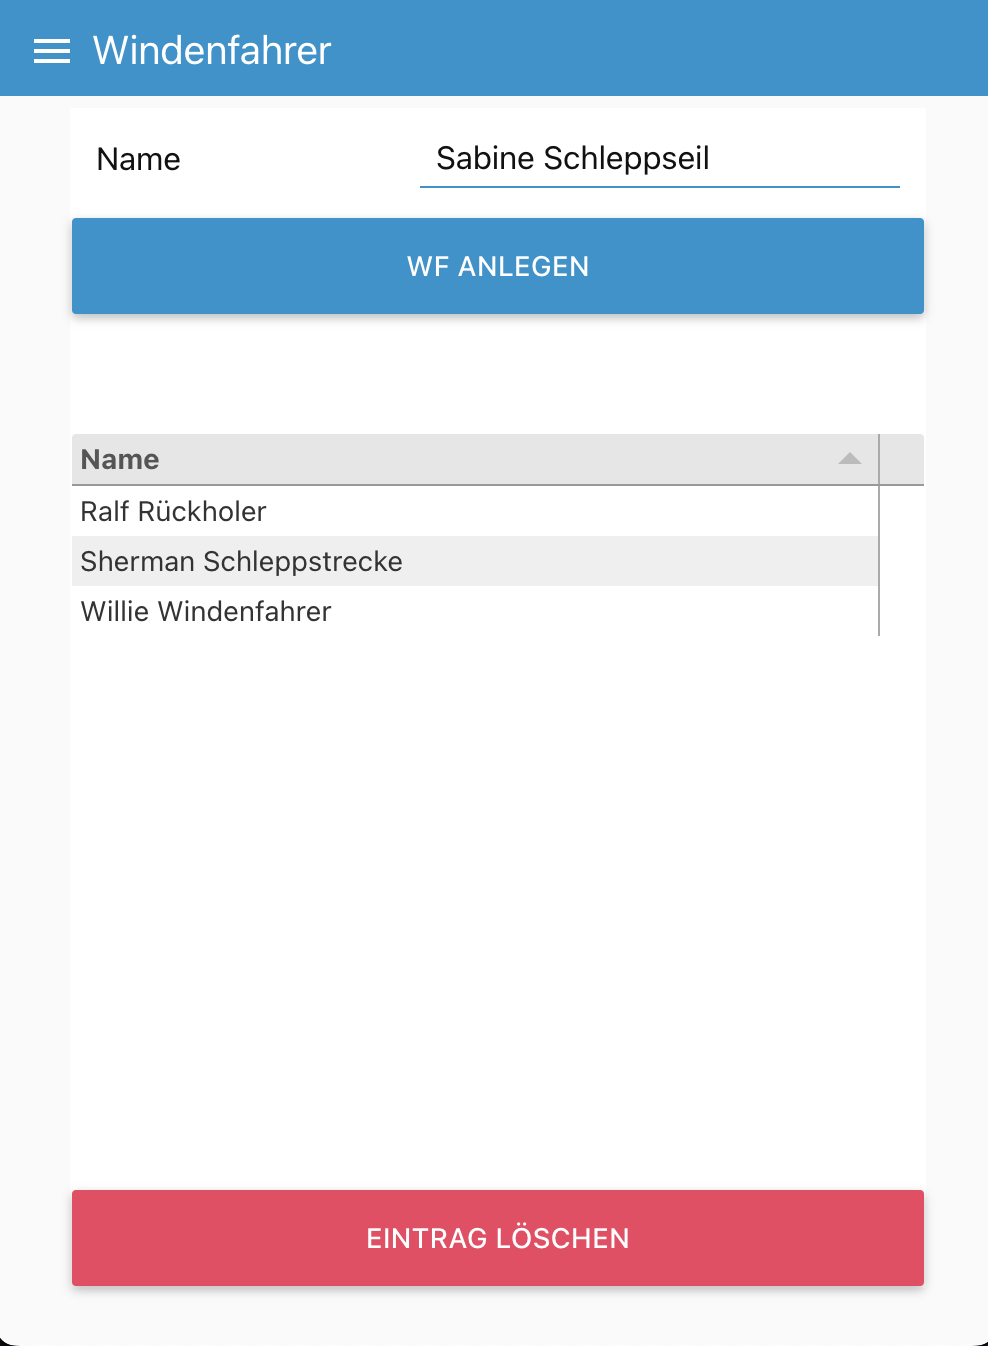 Windenfahrer
Name
Sabine Schleppseil
WF ANLEGEN
Name
Ralf Rückholer
Sherman Schleppstrecke
Willie Windenfahrer
EINTRAG LÖSCHEN